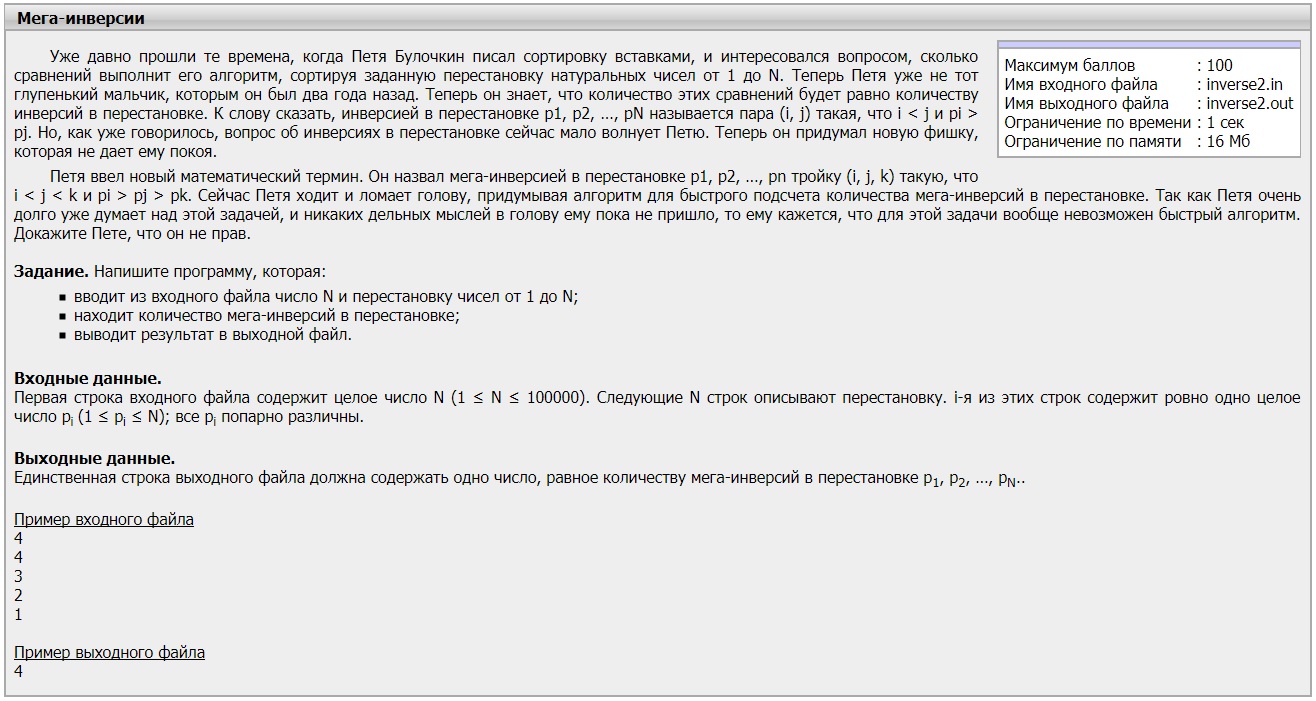 Мега-инверсии
Уже давно прошли те времена, когда Петя Булочкин писал сортировку вставками, и интересовался вопросом, сколько
сравнений выполнит его алгоритм, сортируя заданную перестановку натуральных чисел от 1 до N. Теперь Петя уже не тот
глупенький мальчик, которым он был два года назад. Теперь он знает, что количество этих сравнений будет равно количеству
инверсий в перестановке. К слову сказать, инверсией в перестановке p1, p2, ..., pN называется пара (i, j) такая, что i < j и pi >
pj. Но, как уже говорилось, вопрос об инверсиях в перестановке сейчас мало волнует Петю. Теперь он придумал новую фишку,
которая не дает ему покоя.
Максимум баллов : 100
Имя входного файла : inverse2.in
Имя выходного файла : inverse2.out
Ограничение по времени : 1 сек
Ограничение по памяти : 16 Мб
Петя ввел новый математический термин. Он назвал мега-инверсией в перестановке p1, p2, ..., pn тройку (i, j, k) такую, что
i < j < k и pi > pj > pk. Сейчас Петя ходит и ломает голову, придумывая алгоритм для быстрого подсчета количества мега-инверсий в перестановке. Так как Петя очень
долго уже думает над этой задачей, и никаких дельных мыслей в голову ему пока не пришло, то ему кажется, что для этой задачи вообще невозможен быстрый алгоритм.
Докажите Пете, что он не прав.
Задание. Напишите программу, которая:
▪ вводит из входного файла число N и перестановку чисел от 1 до N;
▪ находит количество мега-инверсий в перестановке;
▪ выводит результат в выходной файл.
Входные данные.
Первая строка входного файла содержит целое число N (1 ≤ N ≤ 100000). Следующие N строк описывают перестановку. i-я из этих строк содержит ровно одно целое
число pi (1 ≤ pi ≤ N); все pi попарно различны.
Выходные данные.
Единственная строка выходного файла должна содержать одно число, равное количеству мега-инверсий в перестановке p1, p2, ..., pN..
Пример входного файла
4
4
3
2
1
Пример выходного файла
4